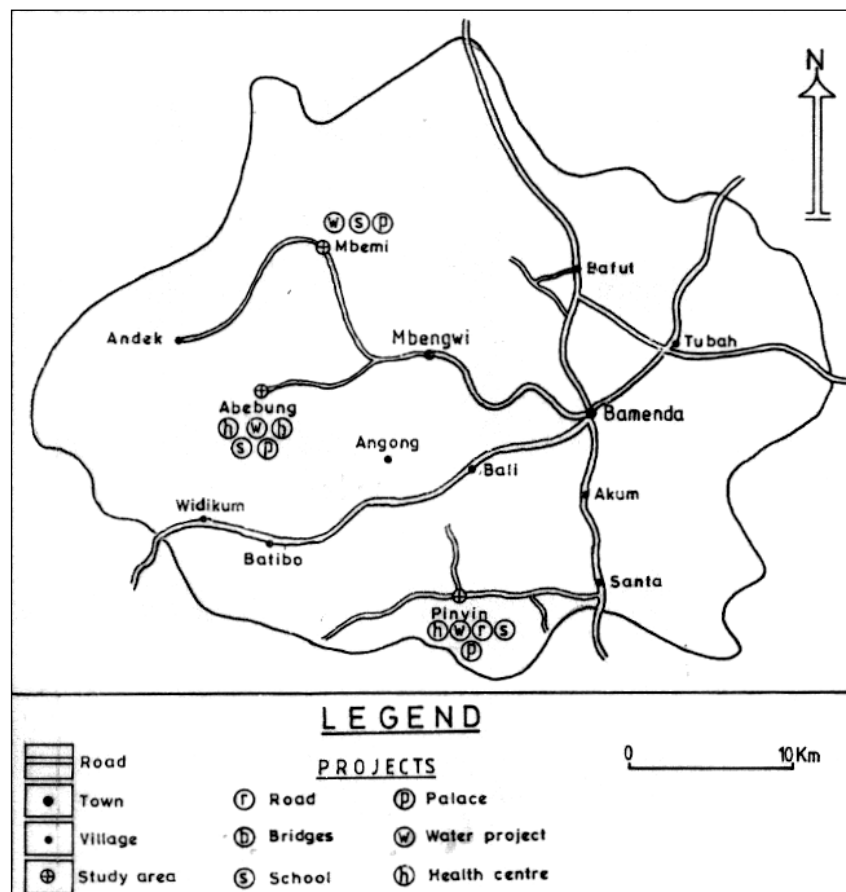 N
w s p
Mbemi
Bafut
Andek
Mbengwi
Tubah
Abebung
Bamenda
h w b
s p
Angong
Bali
Widikum
Akum
Batibo
Santa
Pinyin
h w r s
p
LEGEND
Road
PROJECTS
0 10Km
Town
r Road
p Palace
Village
b Bridges
w Water project
Study area
s School
h Health centre